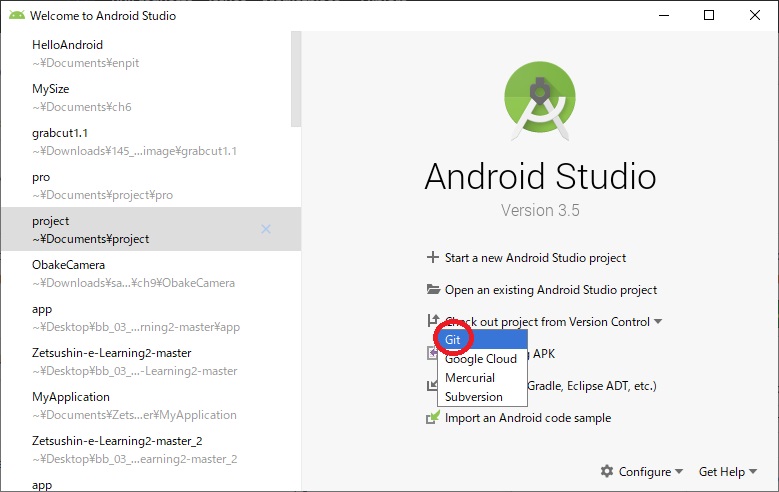 Welcome to Android Studio
HelloAndroid
~¥Documents¥enpit
MySize
~¥Documents¥ch6
grabcut1.1
~¥Downloads¥145_...image¥grabcut1.1
pro
~¥Documents¥project¥pro
project
~¥Documents¥project
ObakeCamera
~¥Downloads¥sa...¥ch9¥ObakeCamera
app
~¥Desktop¥bb_03_...rning2-master¥app
Zetsushin-e-Learning2-master
~¥Desktop¥bb_03_...-Learning2-master
MyApplication
~¥Documents¥Zets...er¥MyApplication
Zetsushin-e-Learning2-master_2
~¥Desktop¥bb_03_...earning2-master_2
app
Android Studio
Version 3.5
Start a new Android Studio project
Open an existing Android Studio project
Check out project from Version Control
Git
Google Cloud
Mercurial
Subversion
APK
Gradle, Eclipse ADT, etc.)
Import an Android code sample
Configure
Get Help